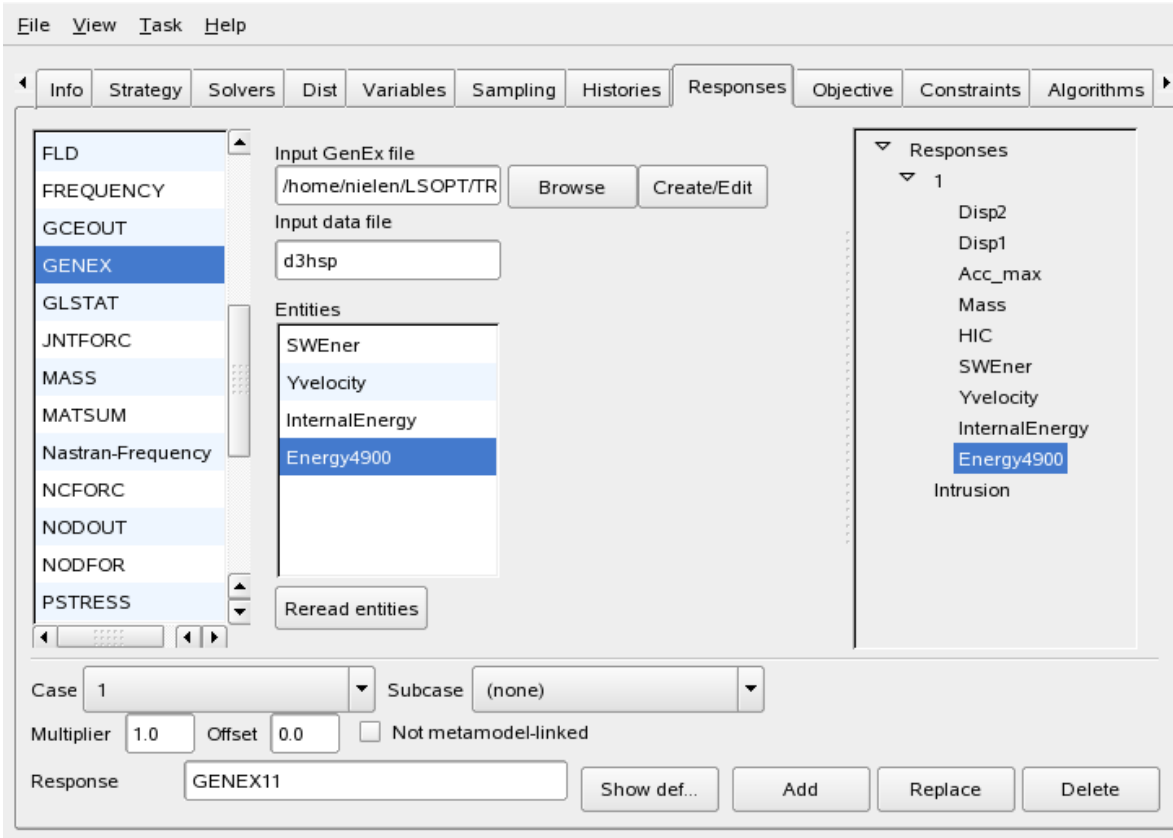 File View Task Help
Info Strategy Solvers Dist Variables Sampling Histories Responses Objective Constraints Algorithms
FLD
FREQUENCY
GCEOUT
GENEX
GLSTAT
JNTFORC
MASS
MATSUM
Nastran-Frequency
NCFORC
NODOUT
NODFOR
PSTRESS
Input GenEx file
/home/nielen/LSOPT/TR Browse Create/Edit
Input data file
d3hsp
Entities
SWEner
Yvelocity
InternalEnergy
Energy4900
Reread entities
Responses
1
Disp2
Disp1
Acc_max
Mass
HIC
SWEner
Yvelocity
InternalEnergy
Energy4900
Intrusion
Case 1 Subcase (none)
Multiplier 1.0 Offset 0.0 Not metamodel-linked
Response GENEX11 Show def... Add Replace Delete